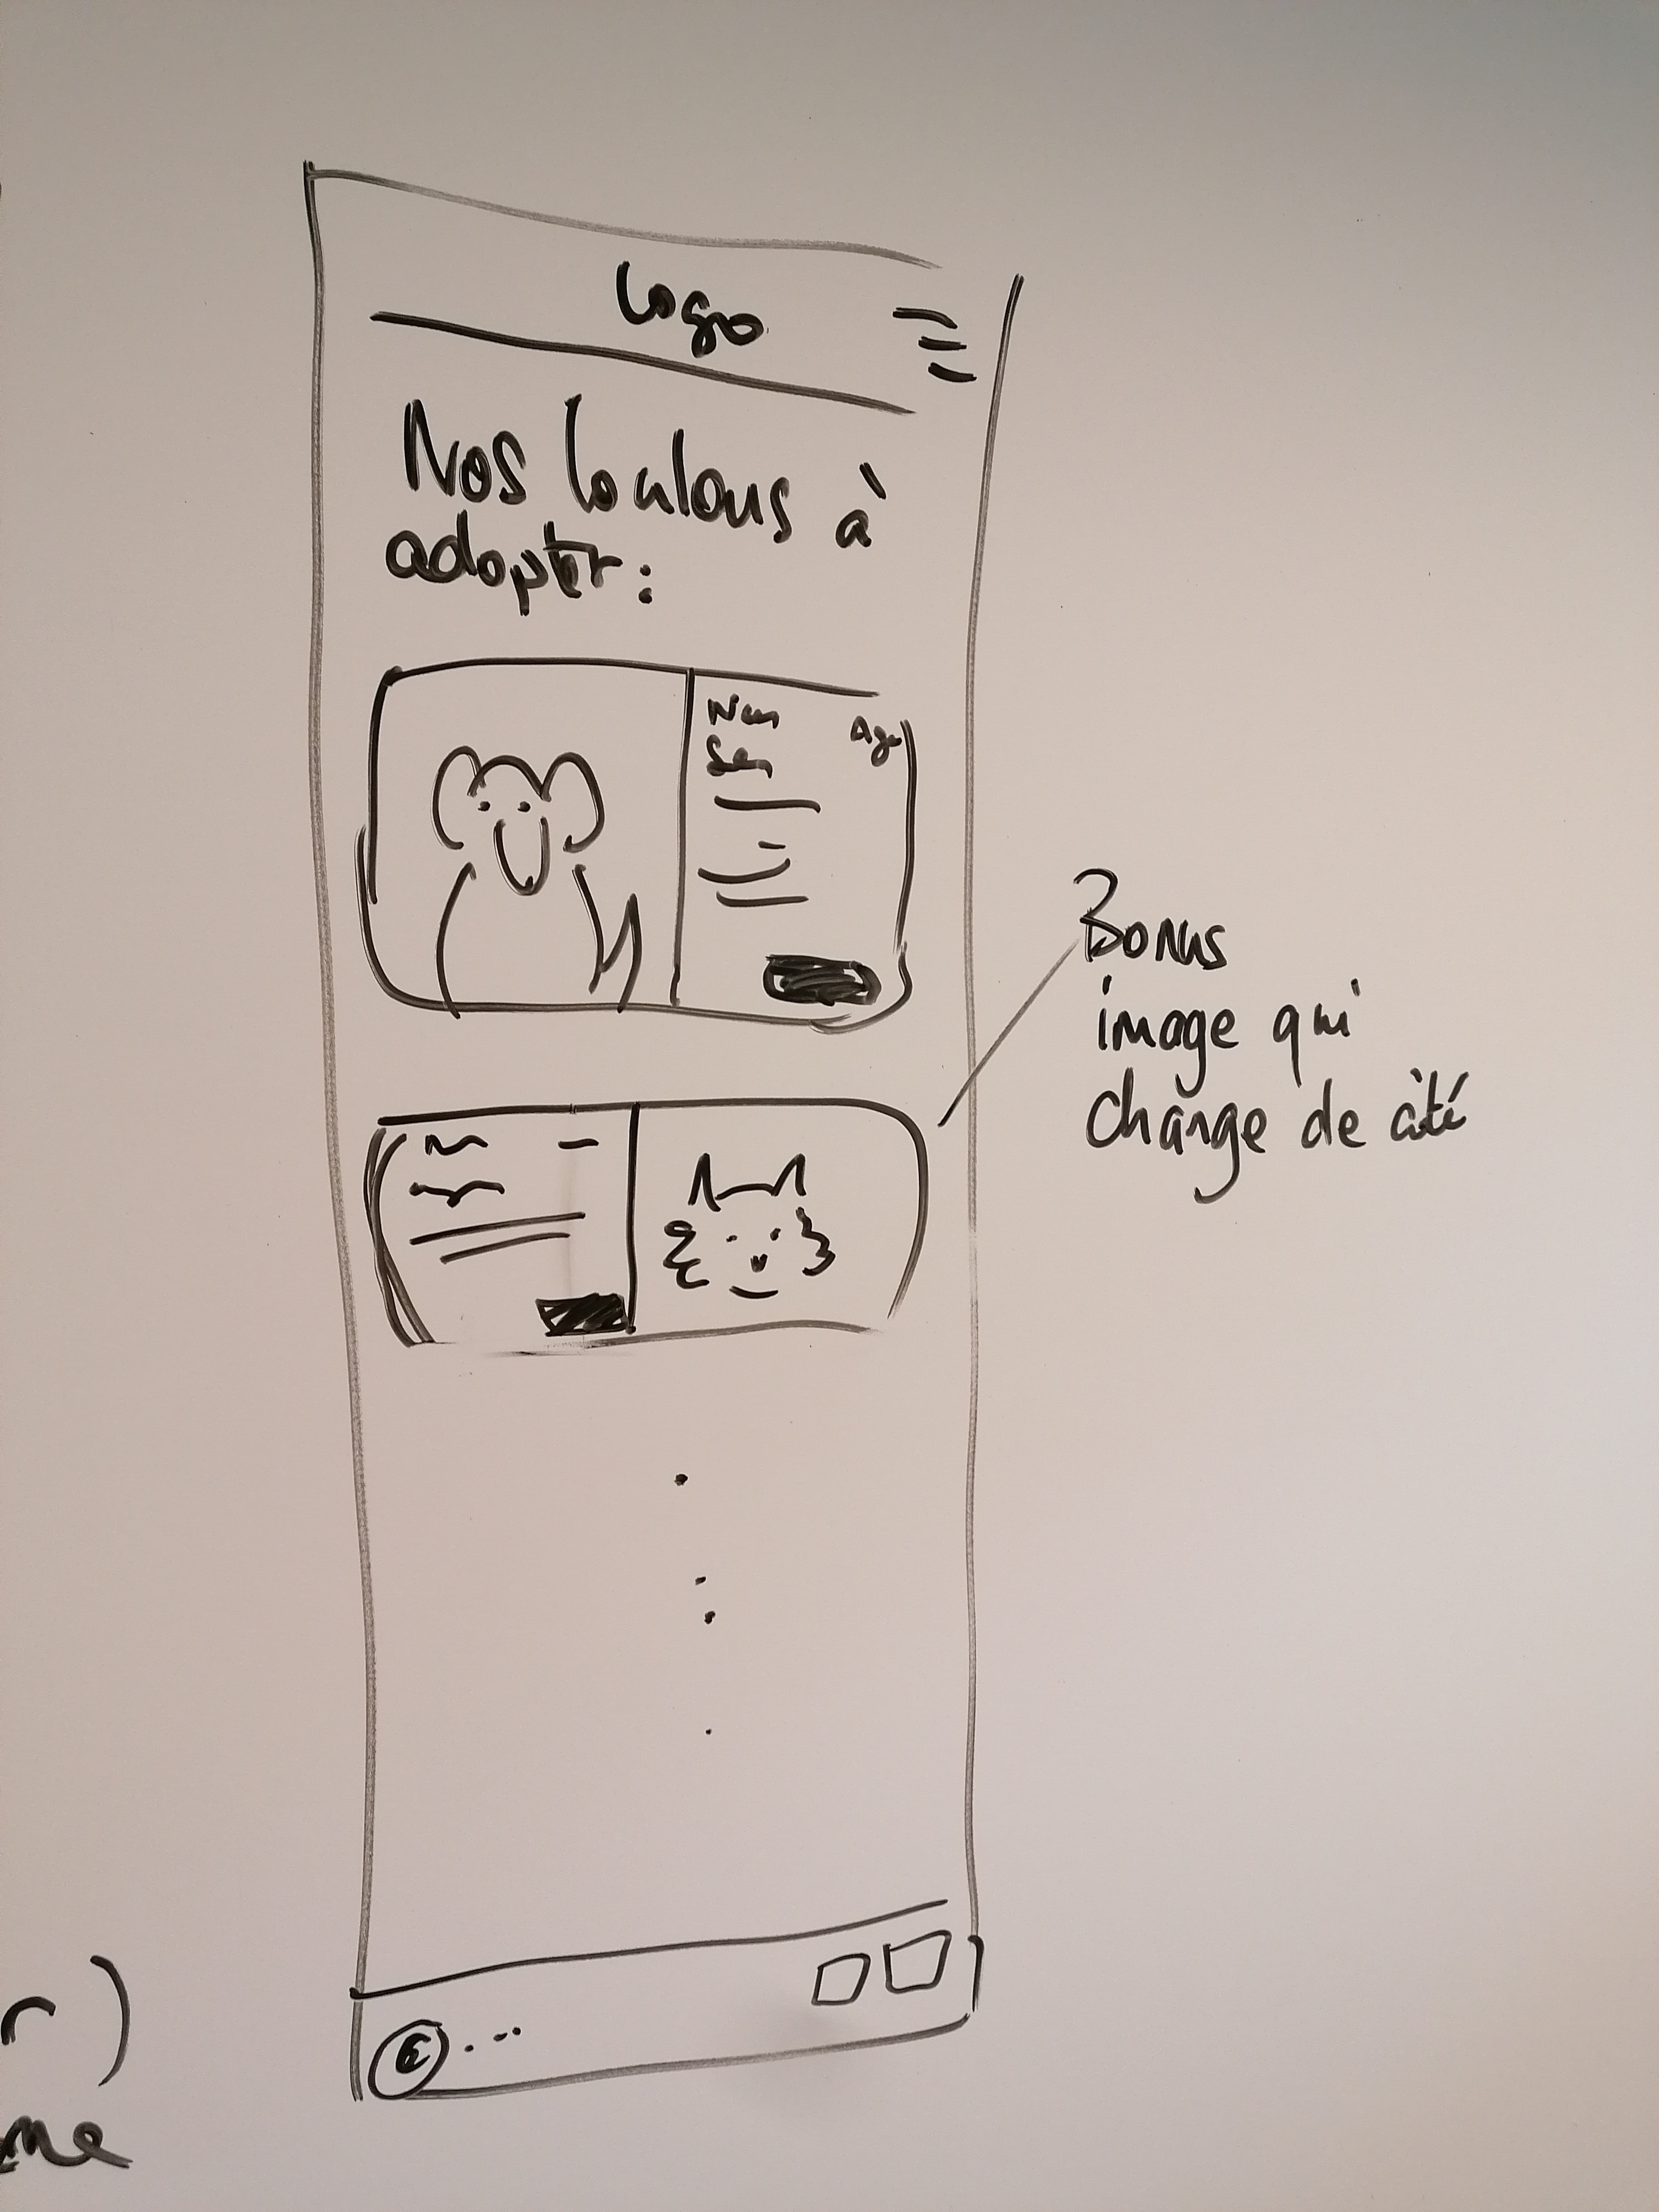 Logo
Nos loulous à
adopter :
Nom Age
Sexe
Bonus
image qui
change de côté
©...
r)
me